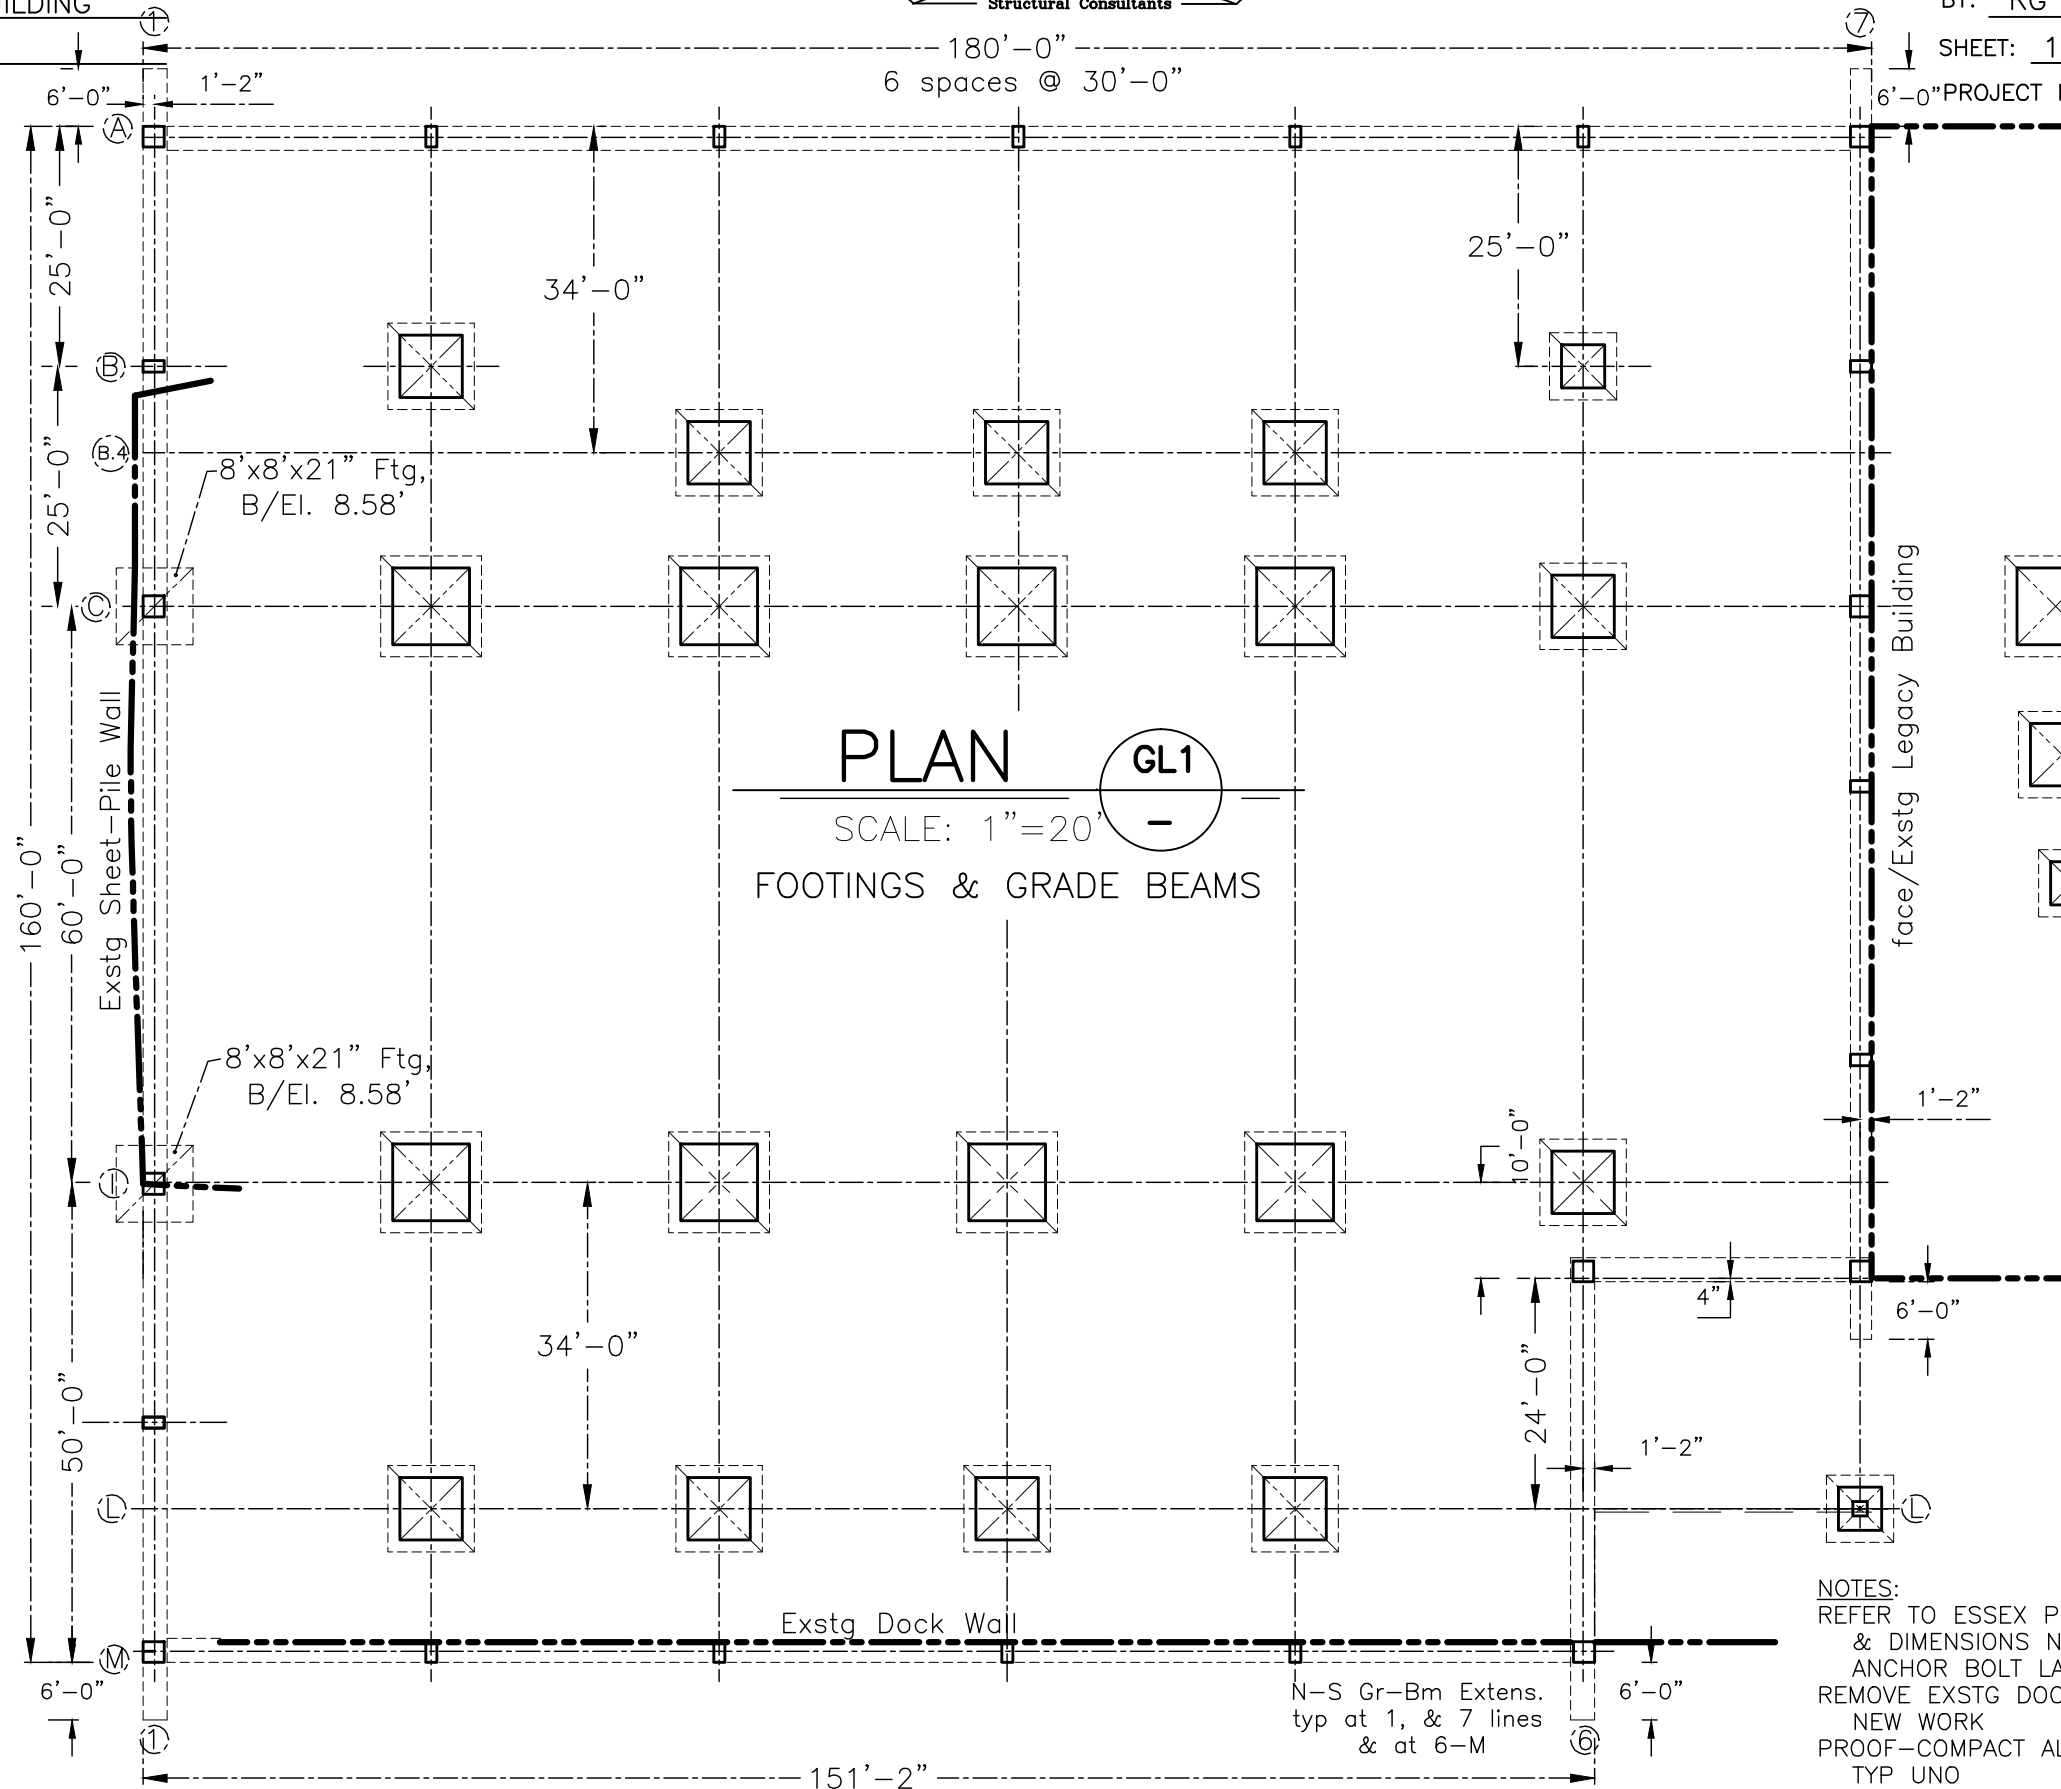 ILDING
Structural Consultants
BY: RG
SHEET: 1
PROJECT
1
7
180'-0"
6 spaces @ 30'-0"
6'-0"
1'-2"
6'-0"
A
25'-0"
34'-0"
25'-0"
B
B.4
25'-0"
8'x8'x21" Ftg,
B/El. 8.58'
C
Exstg Sheet-Pile Wall
face/Exstg Legacy Building
PLAN
GL1
-
SCALE: 1"=20'
FOOTINGS & GRADE BEAMS
160'-0"
60'-0"
8'x8'x21" Ftg,
B/El. 8.58'
1'-2"
10'-0"
I
4"
6'-0"
34'-0"
24'-0"
50'-0"
1'-2"
L
L
Exstg Dock Wall
M
6'-0"
N-S Gr-Bm Extens.
typ at 1, & 7 lines
& at 6-M
6'-0"
1
6
151'-2"
NOTES:
REFER TO ESSEX P
& DIMENSIONS N
ANCHOR BOLT LA
REMOVE EXSTG DOC
NEW WORK
PROOF-COMPACT AL
TYP UNO